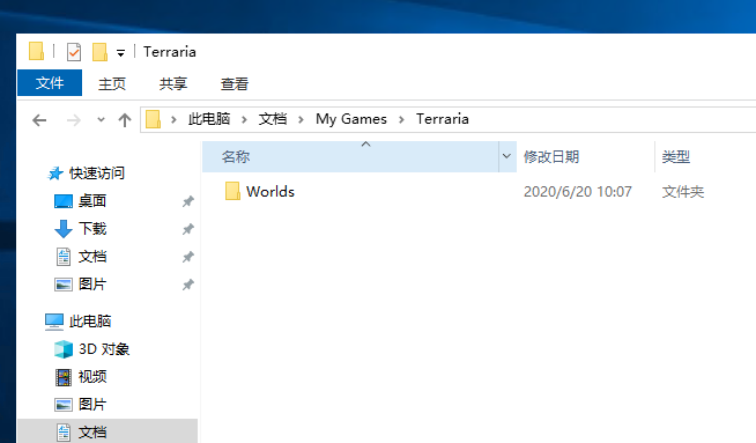 Terraria
文件 主页 共享 查看
此电脑 文档 My Games Terraria
名称 修改日期 类型
快速访问
Worlds 2020/6/20 10:07 文件夹
桌面
下载
文档
图片
此电脑
3D 对象
视频
图片
文档